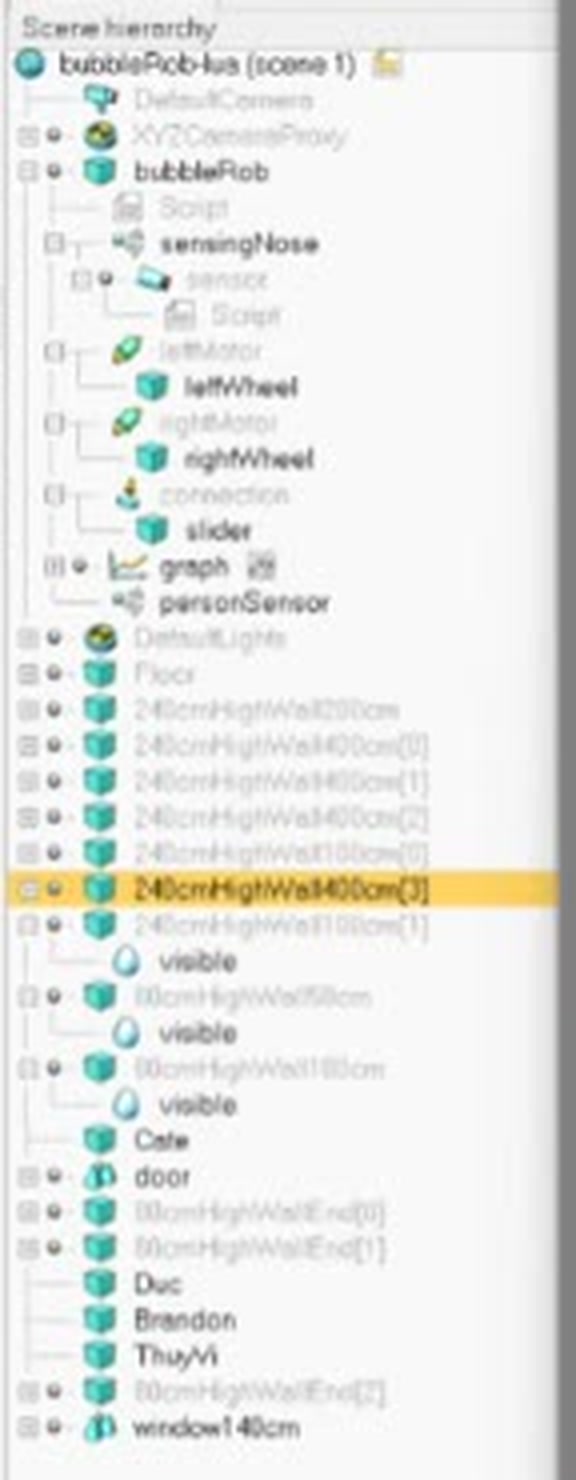 Scene hierarchy
bubbleRob-lua (scene 1)
DefaultCamera
XYZCameraProxy
bubbleRob
Script
sensingNose
sensor
Script
leftMotor
leftWheel
rightMotor
rightWheel
connection
slider
graph
personSensor
DefaultLights
Floor
240cmHighWall200cm
240cmHighWall400cm[0]
240cmHighWall400cm[1]
240cmHighWall400cm[2]
240cmHighWall100cm[0]
240cmHighWall400cm[3]
240cmHighWall100cm[1]
visible
80cmHighWall50cm
visible
80cmHighWall100cm
visible
Cate
door
80cmHighWallEnd[0]
80cmHighWallEnd[1]
Duc
Brandon
ThuyVi
80cmHighWallEnd[2]
window140cm